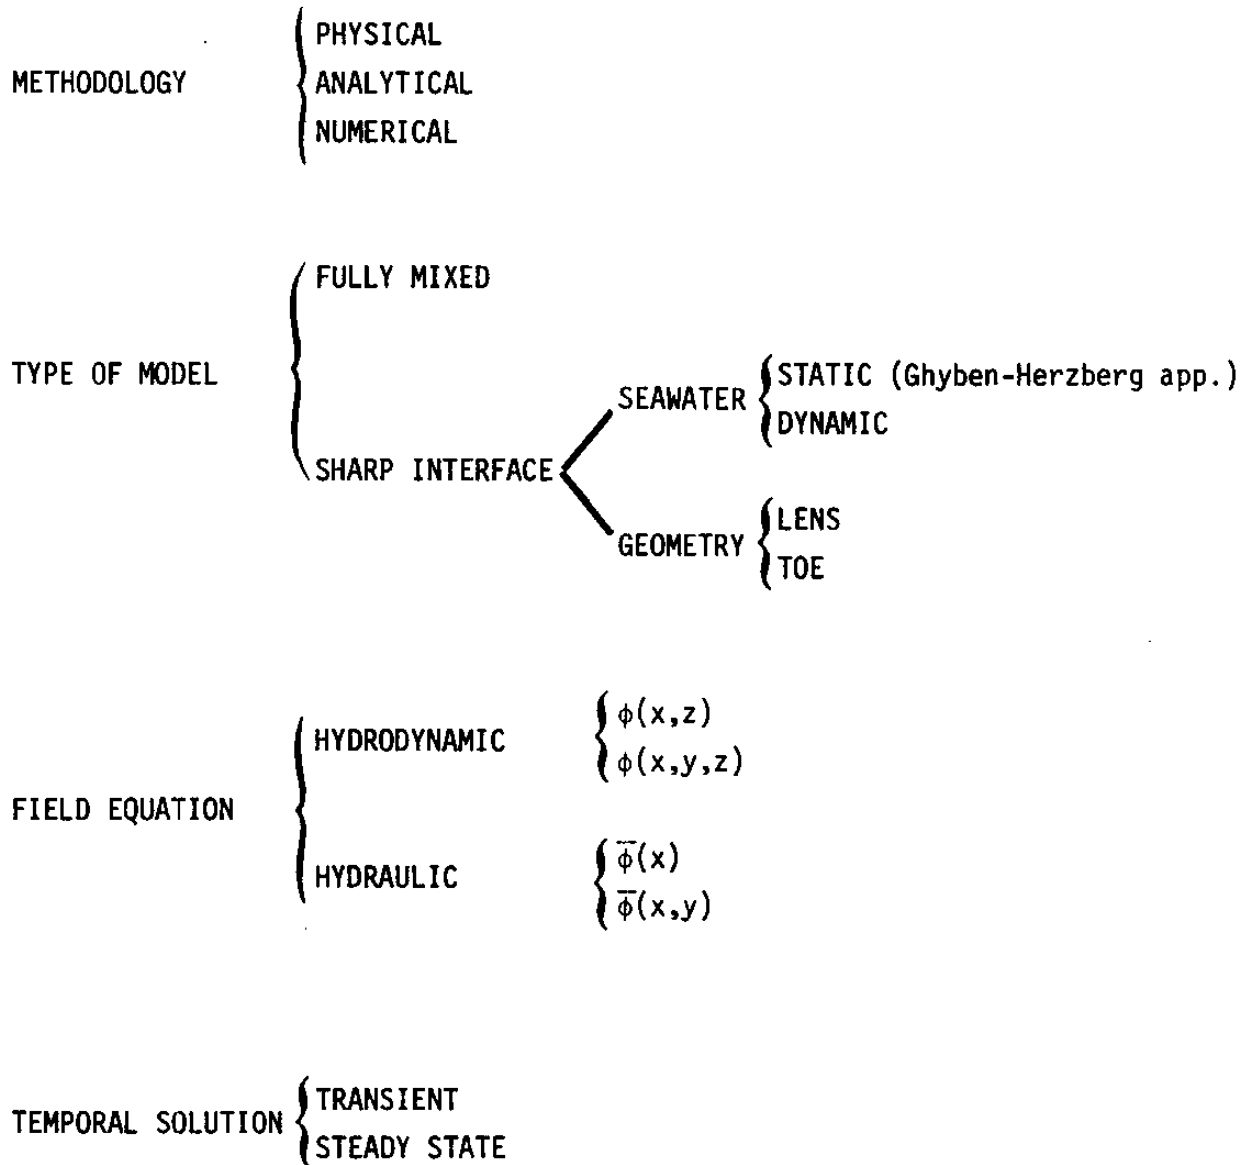 PHYSICAL
METHODOLOGY
ANALYTICAL
NUMERICAL
FULLY MIXED
TYPE OF MODEL
SEAWATER
STATIC (Ghyben-Herzberg app.)
DYNAMIC
SHARP INTERFACE
GEOMETRY
LENS
TOE
HYDRODYNAMIC
ϕ(x,z)
ϕ(x,y,z)
FIELD EQUATION
HYDRAULIC
ϕ̅(x)
ϕ̅(x,y)
TEMPORAL SOLUTION
TRANSIENT
STEADY STATE